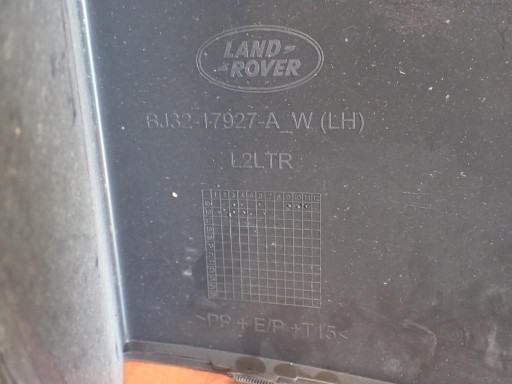 LAND
ROVER
BJ32-17927-A_W (LH)
L2LTR
>PP + E/P +T15<